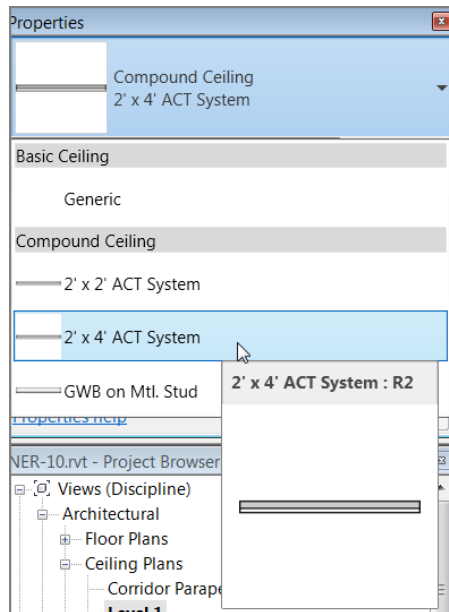 Properties
Compound Ceiling
2' x 4' ACT System
Basic Ceiling
Generic
Compound Ceiling
2' x 2' ACT System
2' x 4' ACT System
2' x 4' ACT System : R2
GWB on Mtl. Stud
Properties help
NER-10.rvt - Project Browser
Views (Discipline)
Architectural
Floor Plans
Ceiling Plans
Corridor Parape
Level 1